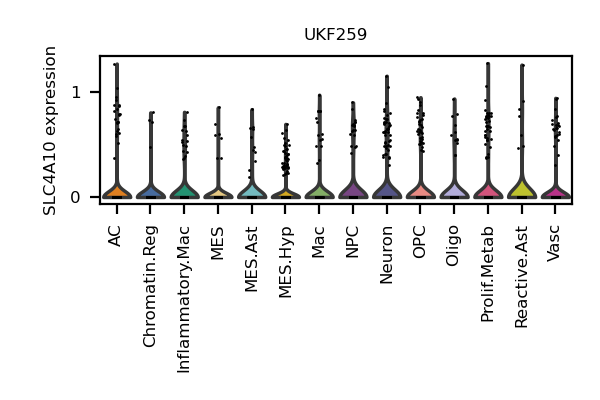 UKF259
SLC4A10 expression
1
0
AC
Chromatin.Reg
Inflammatory.Mac
MES
MES.Ast
MES.Hyp
Mac
NPC
Neuron
OPC
Oligo
Prolif.Metab
Reactive.Ast
Vasc